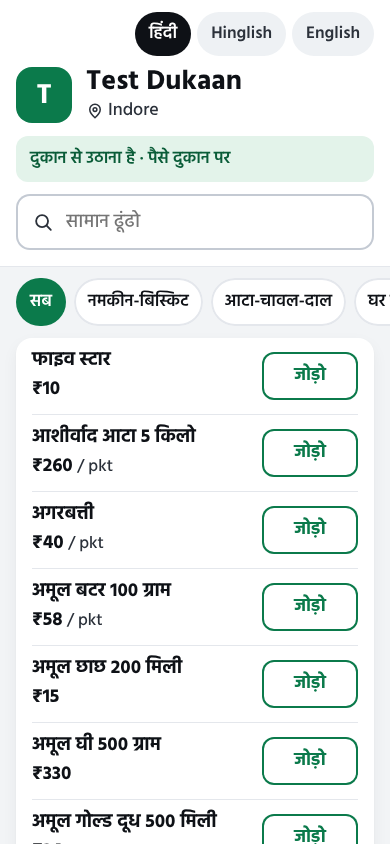 हिंदी Hinglish English
T
Test Dukaan
Indore
दुकान से उठाना है · पैसे दुकान पर
सामान ढूंढो
सब नमकीन-बिस्किट आटा-चावल-दाल घर
फाइव स्टार
₹10
जोड़ो
आशीर्वाद आटा 5 किलो
₹260 / pkt
जोड़ो
अगरबत्ती
₹40 / pkt
जोड़ो
अमूल बटर 100 ग्राम
₹58 / pkt
जोड़ो
अमूल छाछ 200 मिली
₹15
जोड़ो
अमूल घी 500 ग्राम
₹330
जोड़ो
अमूल गोल्ड दूध 500 मिली
जोड़ो